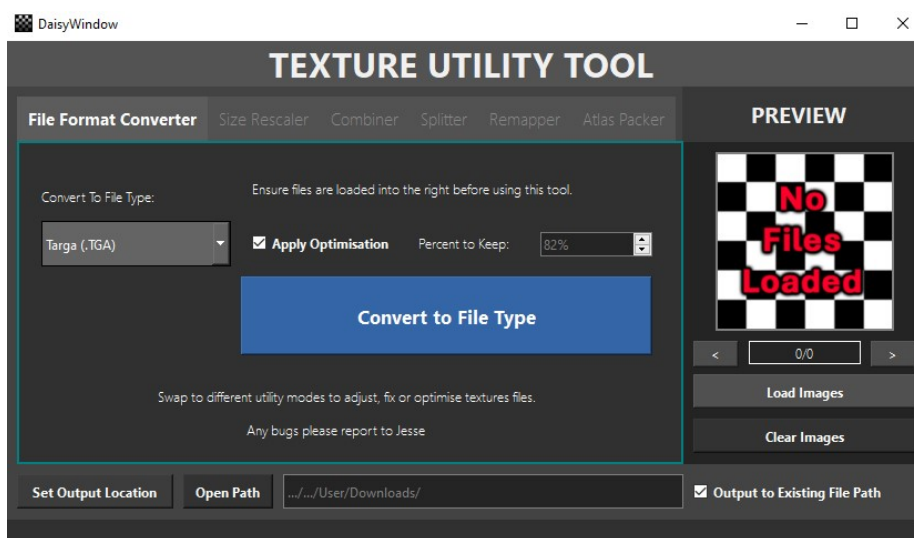 DaisyWindow
TEXTURE UTILITY TOOL
File Format Converter Size Rescaler Combiner Splitter Remapper Atlas Packer
PREVIEW
Convert To File Type:
Ensure files are loaded into the right before using this tool.
Targa (.TGA)
Apply Optimisation
Percent to Keep:
82%
Convert to File Type
Swap to different utility modes to adjust, fix or optimise textures files.
Any bugs please report to Jesse
No
Files
Loaded
< 0/0 >
Load Images
Clear Images
Set Output Location
Open Path
.../.../User/Downloads/
Output to Existing File Path